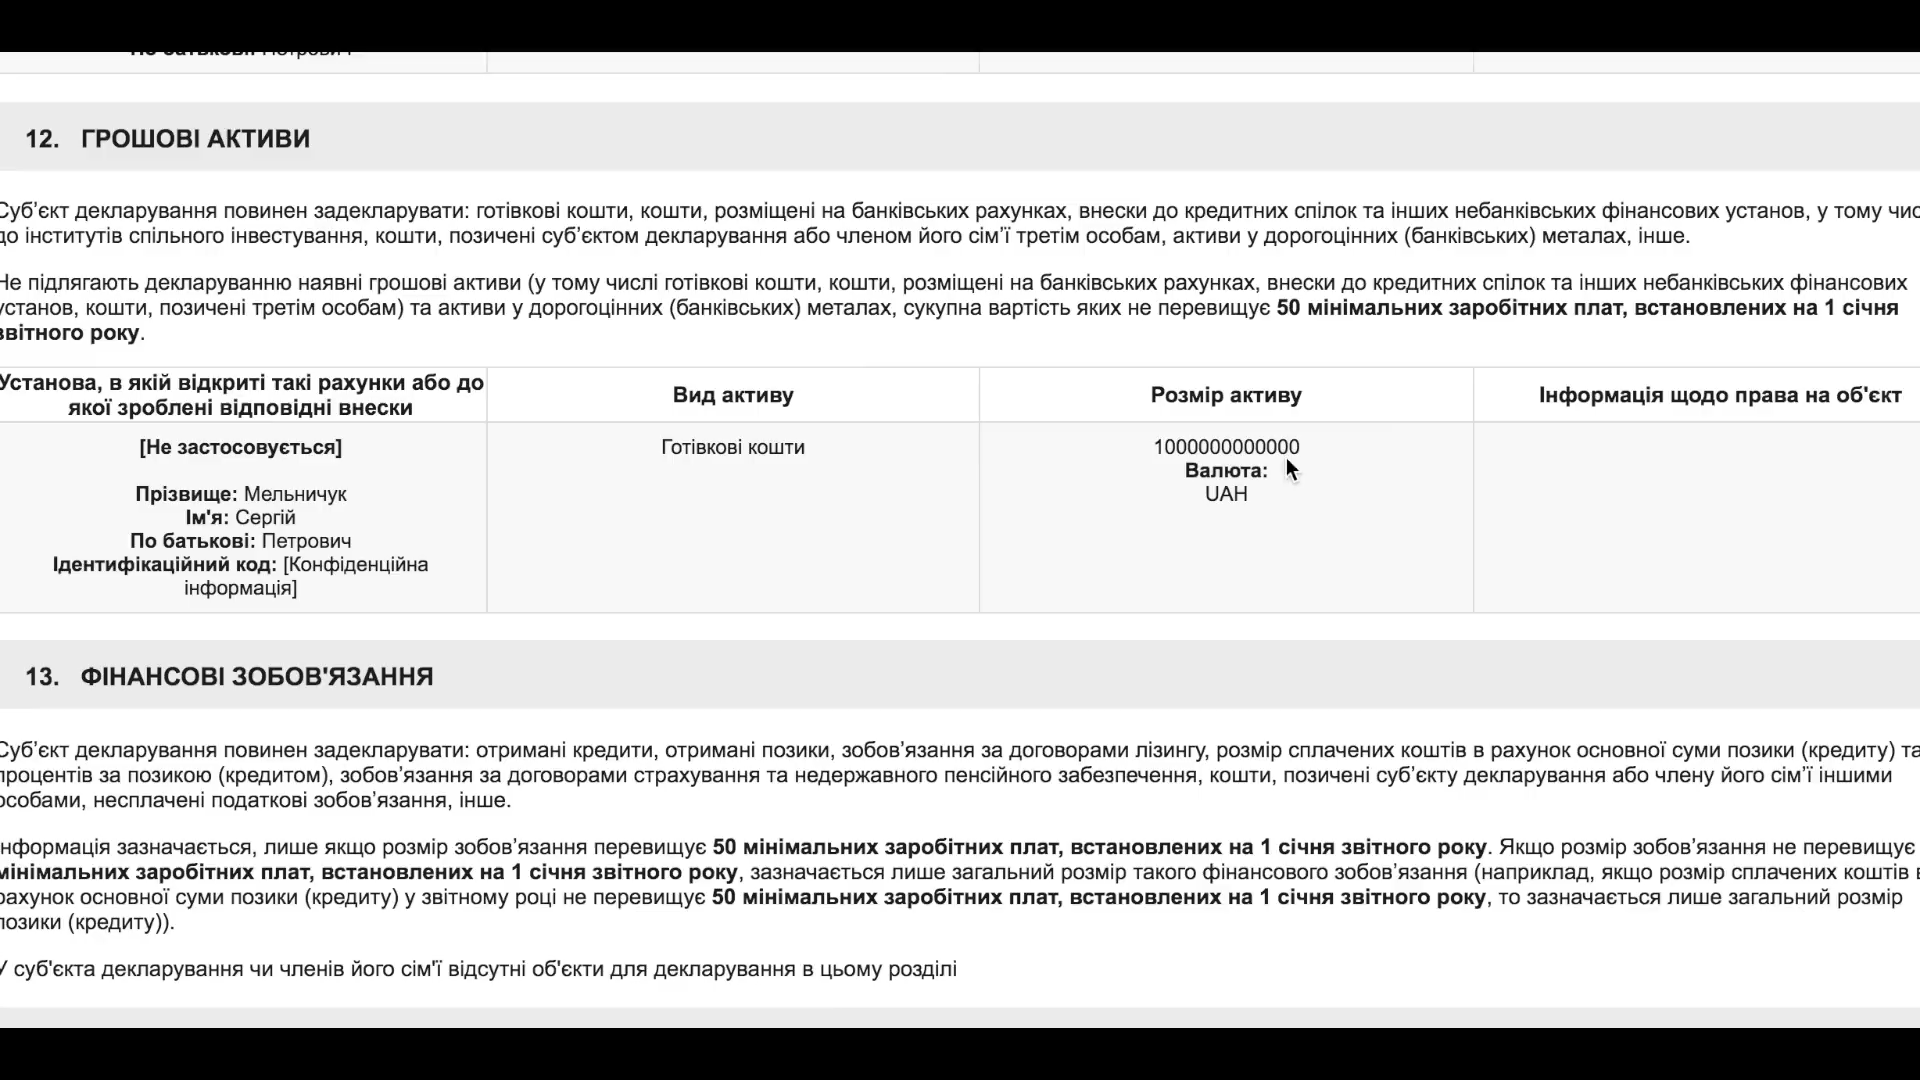 12. ГРОШОВІ АКТИВИ
Суб’єкт декларування повинен задекларувати: готівкові кошти, кошти, розміщені на банківських рахунках, внески до кредитних спілок та інших небанківських фінансових установ, у тому
до інститутів спільного інвестування, кошти, позичені суб’єктом декларування або членом його сім’ї третім особам, активи у дорогоцінних (банківських) металах, інше.
Не підлягають декларуванню наявні грошові активи (у тому числі готівкові кошти, кошти, розміщені на банківських рахунках, внески до кредитних спілок та інших небанківських фінансових
установ, кошти, позичені третім особам) та активи у дорогоцінних (банківських) металах, сукупна вартість яких не перевищує 50 мінімальних заробітних плат, встановлених на 1 січня
звітного року.
Установа, в якій відкриті такі рахунки або до якої зроблені відповідні внески
Вид активу
Розмір активу
Інформація щодо права на об'єкт
[Не застосовується]
Готівкові кошти
1000000000000
Валюта:
UAH
Прізвище: Мельничук
Ім'я: Сергій
По батькові: Петрович
Ідентифікаційний код: [Конфіденційна
інформація]
13. ФІНАНСОВІ ЗОБОВ'ЯЗАННЯ
Суб’єкт декларування повинен задекларувати: отримані кредити, отримані позики, зобов’язання за договорами лізингу, розмір сплачених коштів в рахунок основної суми позики (кредиту) та
процентів за позикою (кредитом), зобов’язання за договорами страхування та недержавного пенсійного забезпечення, кошти, позичені суб’єкту декларування або члену його сім’ї іншими
особами, несплачені податкові зобов’язання, інше.
Інформація зазначається, лише якщо розмір зобов’язання перевищує 50 мінімальних заробітних плат, встановлених на 1 січня звітного року. Якщо розмір зобов’язання не перевищує
мінімальних заробітних плат, встановлених на 1 січня звітного року, зазначається лише загальний розмір такого фінансового зобов’язання (наприклад, якщо розмір сплачених коштів в
рахунок основної суми позики (кредиту) у звітному році не перевищує 50 мінімальних заробітних плат, встановлених на 1 січня звітного року, то зазначається лише загальний розмір
позики (кредиту)).
У суб'єкта декларування чи членів його сім'ї відсутні об'єкти для декларування в цьому розділі